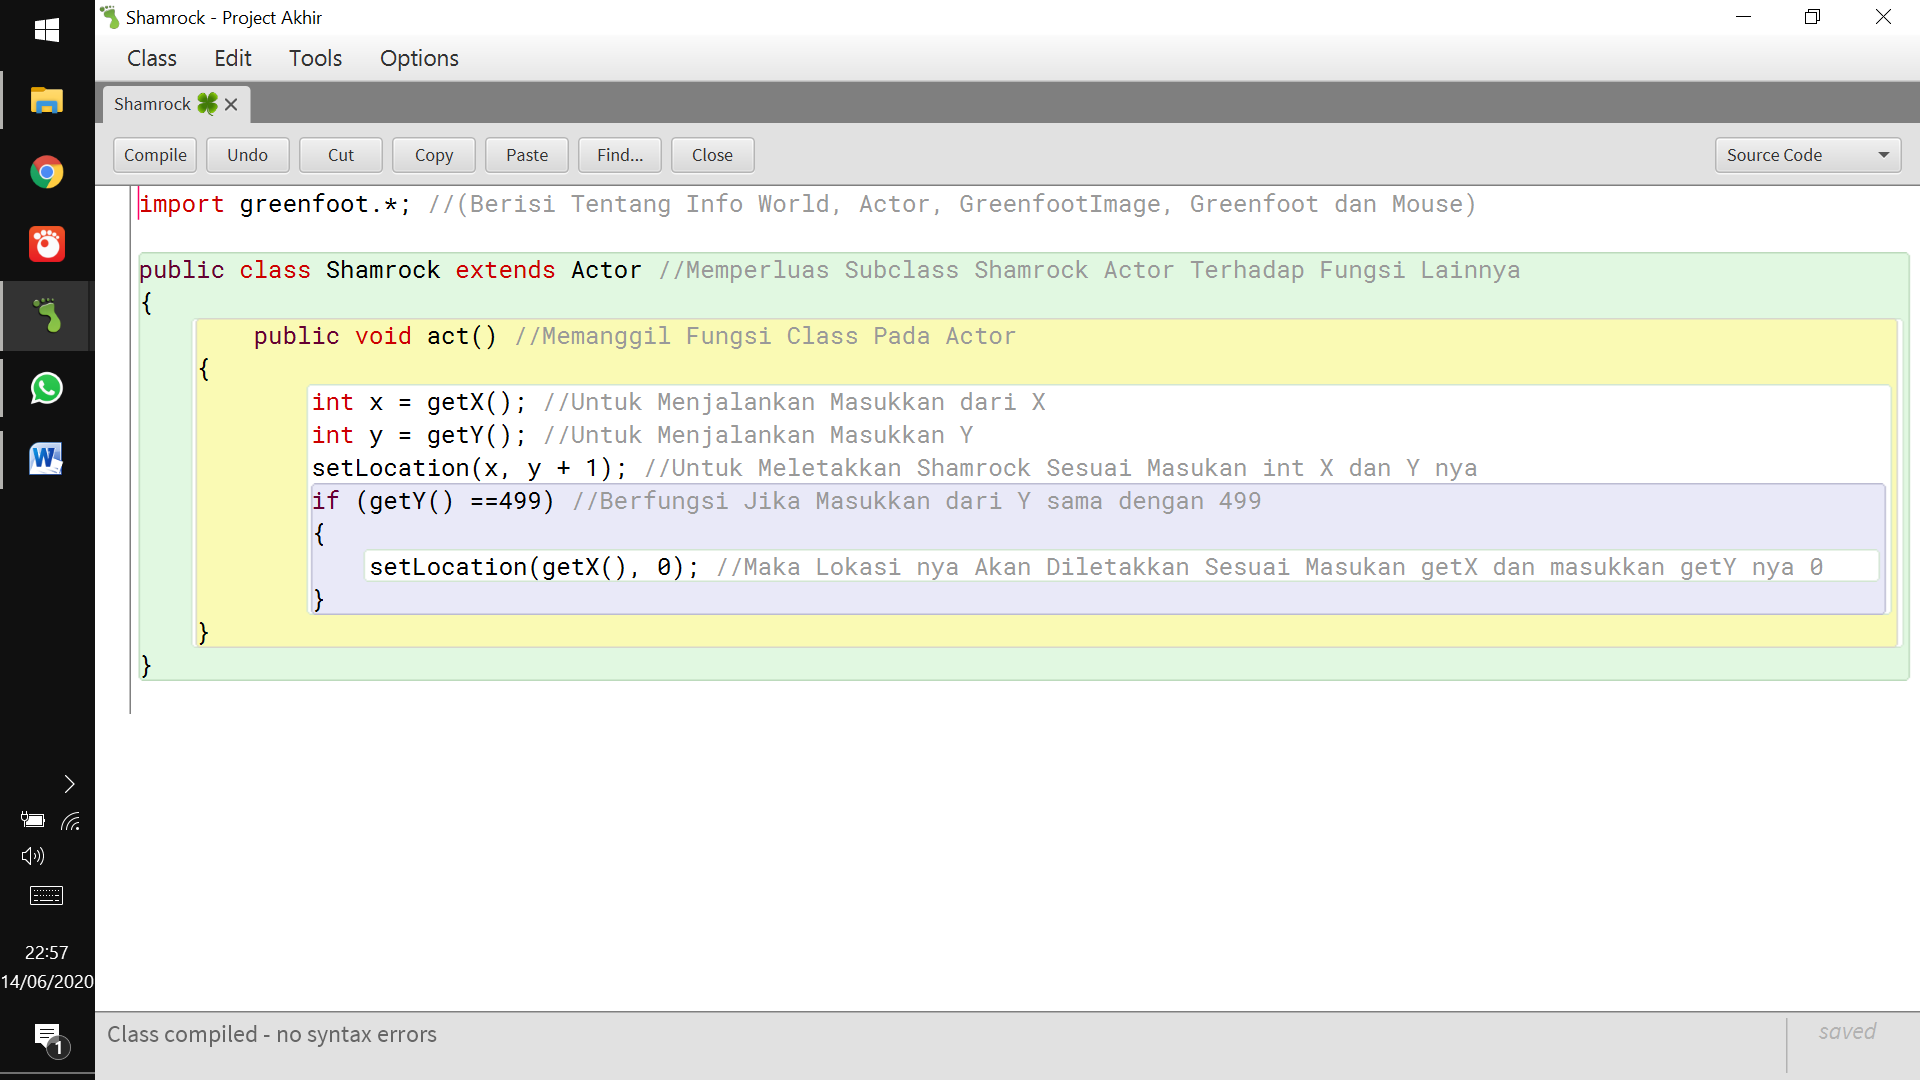 Shamrock - Project Akhir
Class Edit Tools Options
Shamrock
Compile Undo Cut Copy Paste Find... Close Source Code
import greenfoot.*; //(Berisi Tentang Info World, Actor, GreenfootImage, Greenfoot dan Mouse)
public class Shamrock extends Actor //Memperluas Subclass Shamrock Actor Terhadap Fungsi Lainnya
{
public void act() //Memanggil Fungsi Class Pada Actor
{
int x = getX(); //Untuk Menjalankan Masukkan dari X
int y = getY(); //Untuk Menjalankan Masukkan Y
setLocation(x, y + 1); //Untuk Meletakkan Shamrock Sesuai Masukan int X dan Y nya
if (getY() ==499) //Berfungsi Jika Masukkan dari Y sama dengan 499
{
setLocation(getX(), 0); //Maka Lokasi nya Akan Diletakkan Sesuai Masukan getX dan masukkan getY nya 0
}
}
}
W
22:57
14/06/2020
1
Class compiled - no syntax errors
saved